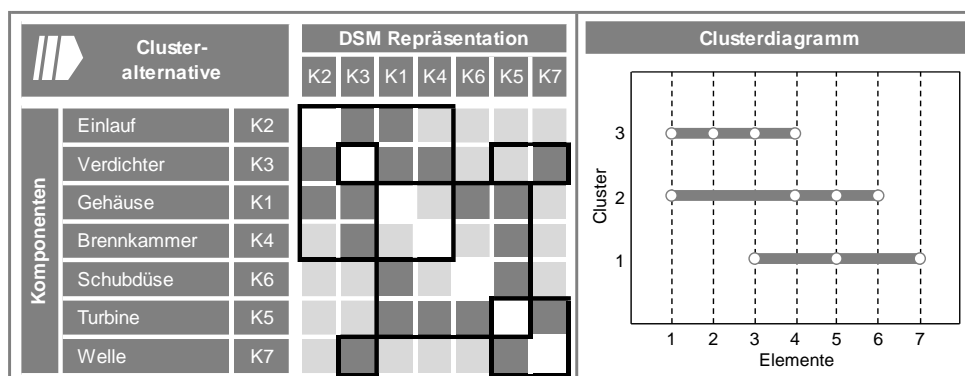 Cluster-
alternative
DSM Repräsentation
K2 K3 K1 K4 K6 K5 K7
Komponenten
Einlauf K2
Verdichter K3
Gehäuse K1
Brennkammer K4
Schubdüse K6
Turbine K5
Welle K7
Clusterdiagramm
Cluster
3
2
1
1 2 3 4 5 6 7
Elemente